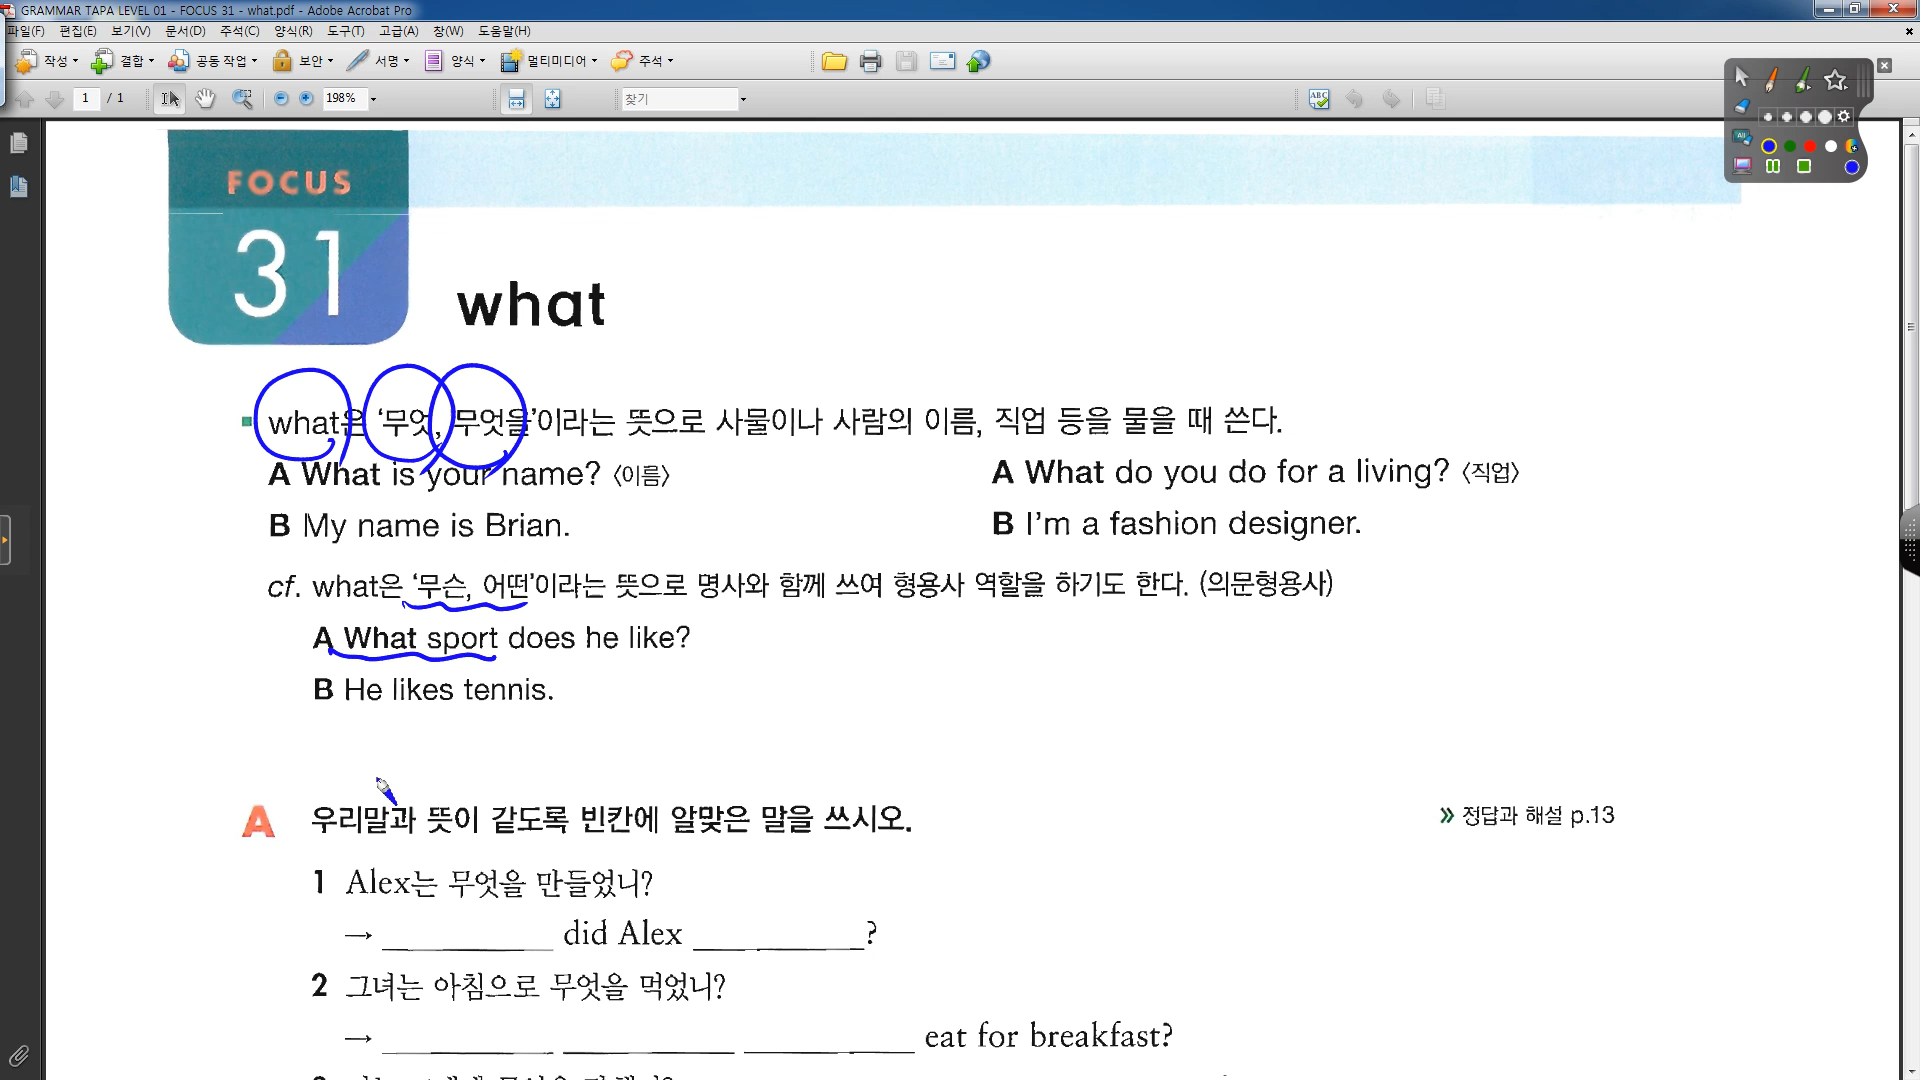 GRAMMAR TAPA LEVEL 01 - FOCUS 31 - what.pdf - Adobe Acrobat Pro
파일(F) 편집(E) 보기(V) 문서(D) 주석(C) 양식(R) 도구(T) 고급(A) 창(W) 도움말(H)
작성 결합 공동 작업 보안 서명 양식 멀티미디어 주석
1 / 1 198% 찾기
FOCUS
31
what
what은 ‘무엇, 무엇을’이라는 뜻으로 사물이나 사람의 이름, 직업 등을 물을 때 쓴다.
A What is your name? 〈이름〉 A What do you do for a living? 〈직업〉
B My name is Brian. B I’m a fashion designer.
cf. what은 ‘무슨, 어떤’이라는 뜻으로 명사와 함께 쓰여 형용사 역할을 하기도 한다. (의문형용사)
A What sport does he like?
B He likes tennis.
A 우리말과 뜻이 같도록 빈칸에 알맞은 말을 쓰시오. » 정답과 해설 p.13
1 Alex는 무엇을 만들었니?
→ __________ did Alex __________?
2 그녀는 아침으로 무엇을 먹었니?
→ __________ __________ __________ eat for breakfast?